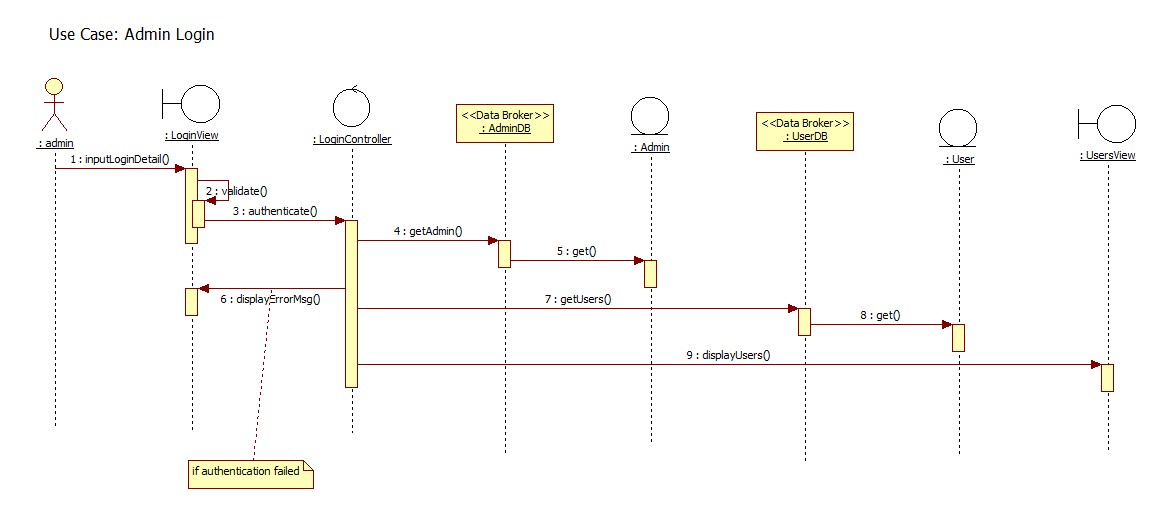 Use Case: Admin Login
: admin
: LoginView
: LoginController
<<Data Broker>>
: AdminDB
: Admin
<<Data Broker>>
: UserDB
: User
: UsersView
1 : inputLoginDetail()
2 : validate()
3 : authenticate()
4 : getAdmin()
5 : get()
6 : displayErrorMsg()
7 : getUsers()
8 : get()
9 : displayUsers()
if authentication failed